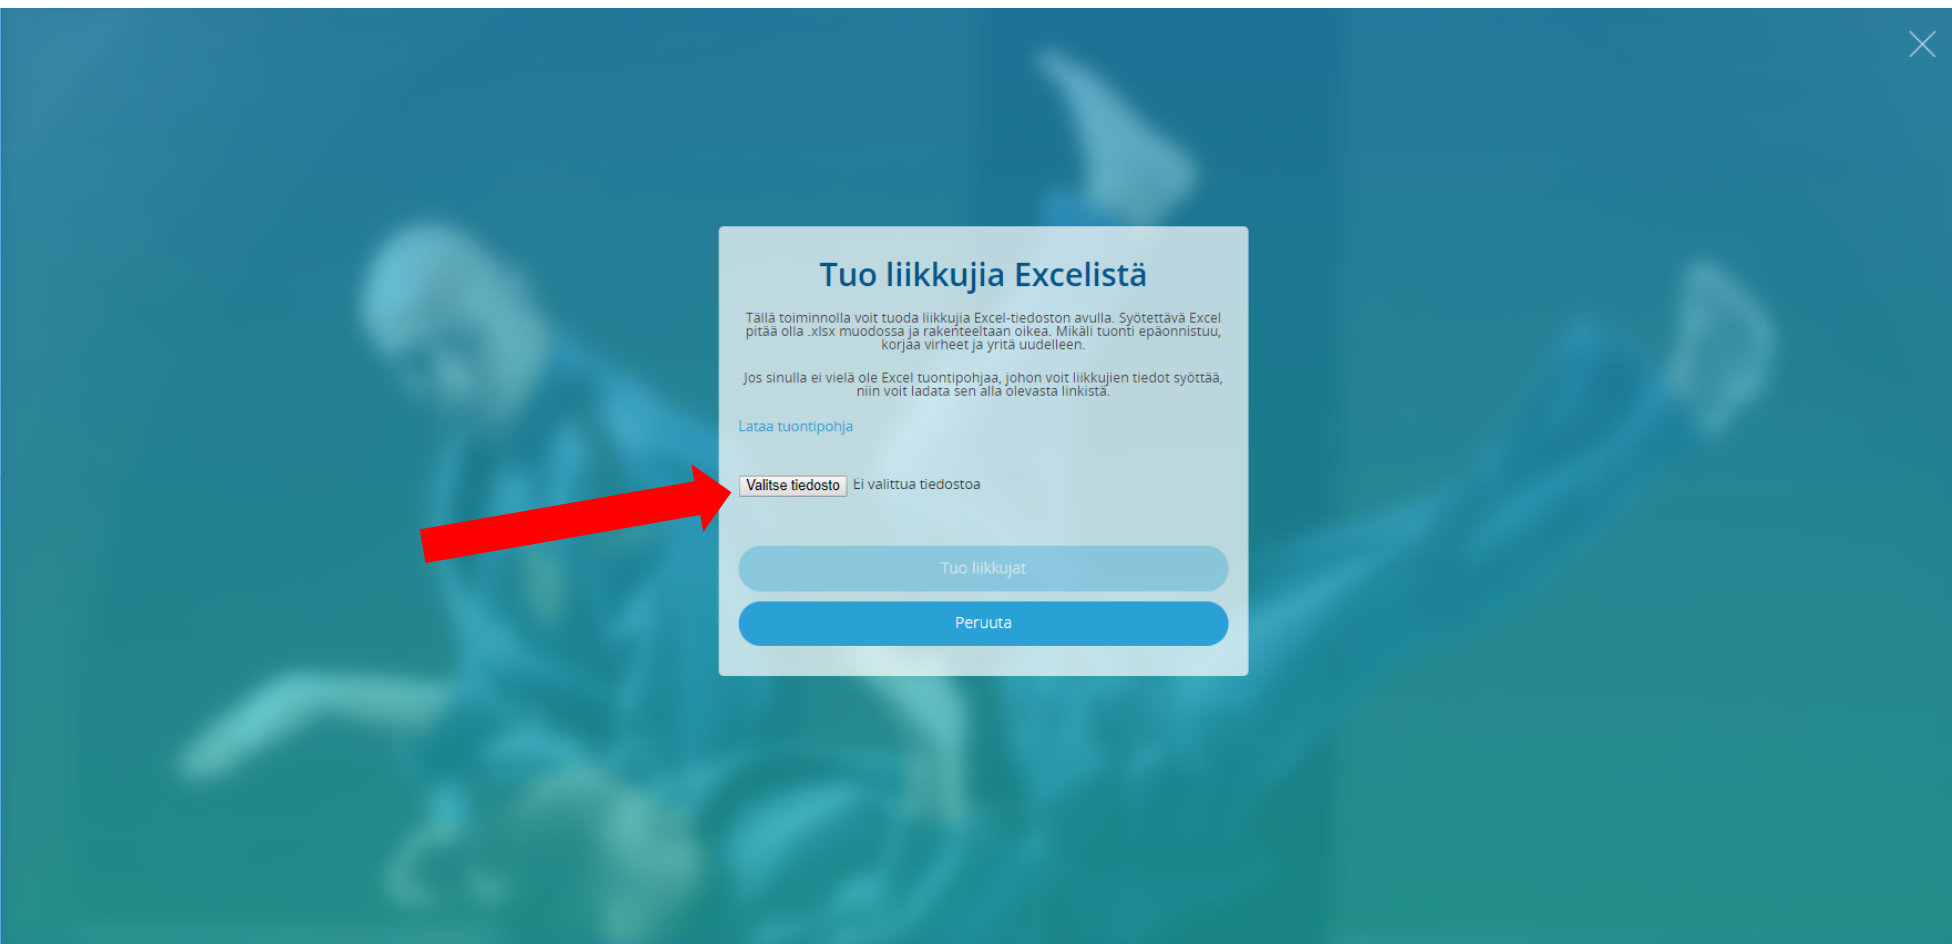 Tuo liikkujia Excelistä
Tällä toiminnolla voit tuoda liikkujia Excel-tiedoston avulla. Syötettävä Excel
pitää olla .xlsx muodossa ja rakenteeltaan oikea. Mikäli tuonti epäonnistuu,
korjaa virheet ja yritä uudelleen.
Jos sinulla ei vielä ole Excel tuontipohjaa, johon voit liikkujien tiedot syöttää,
niin voit ladata sen alla olevasta linkistä.
Lataa tuontipohja
Valitse tiedosto Ei valittua tiedostoa
Tuo liikkujat
Peruuta